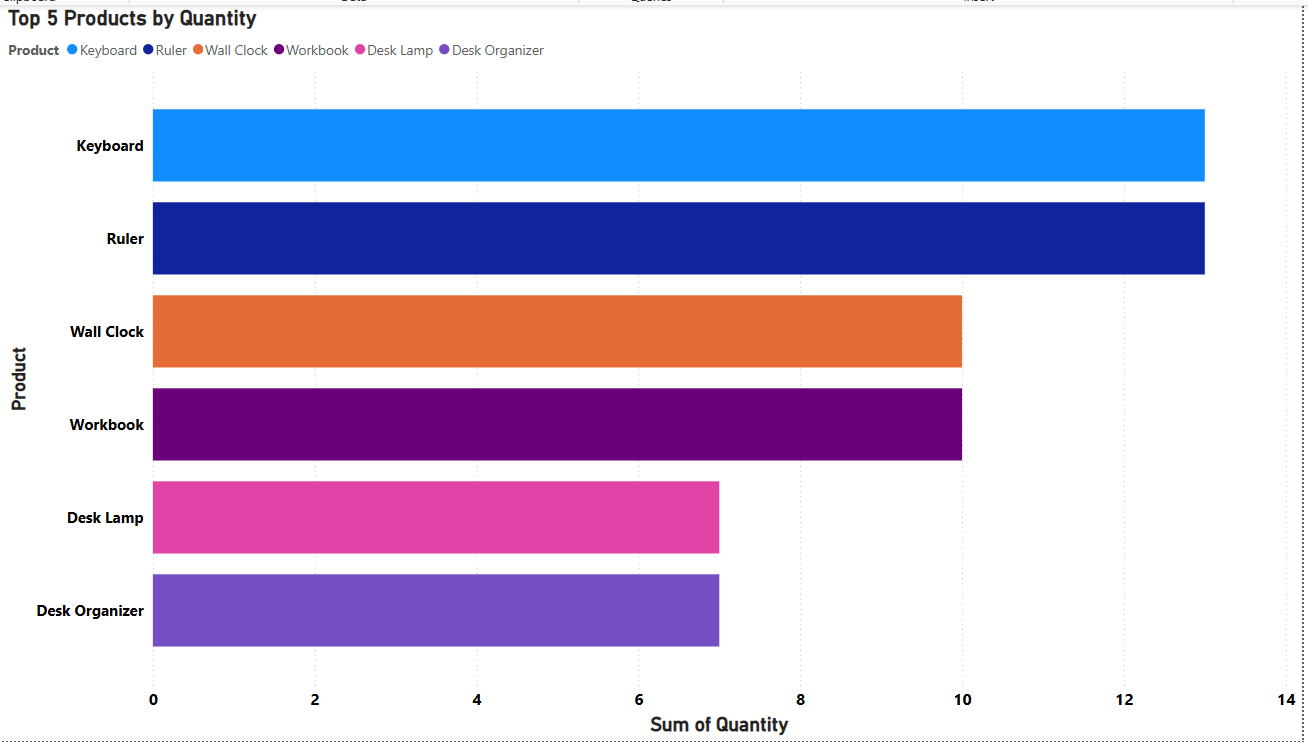 Top 5 Products by Quantity
Product Keyboard Ruler Wall Clock Workbook Desk Lamp Desk Organizer
Keyboard
Ruler
Wall Clock
Workbook
Desk Lamp
Desk Organizer
Product
0 2 4 6 8 10 12 14
Sum of Quantity